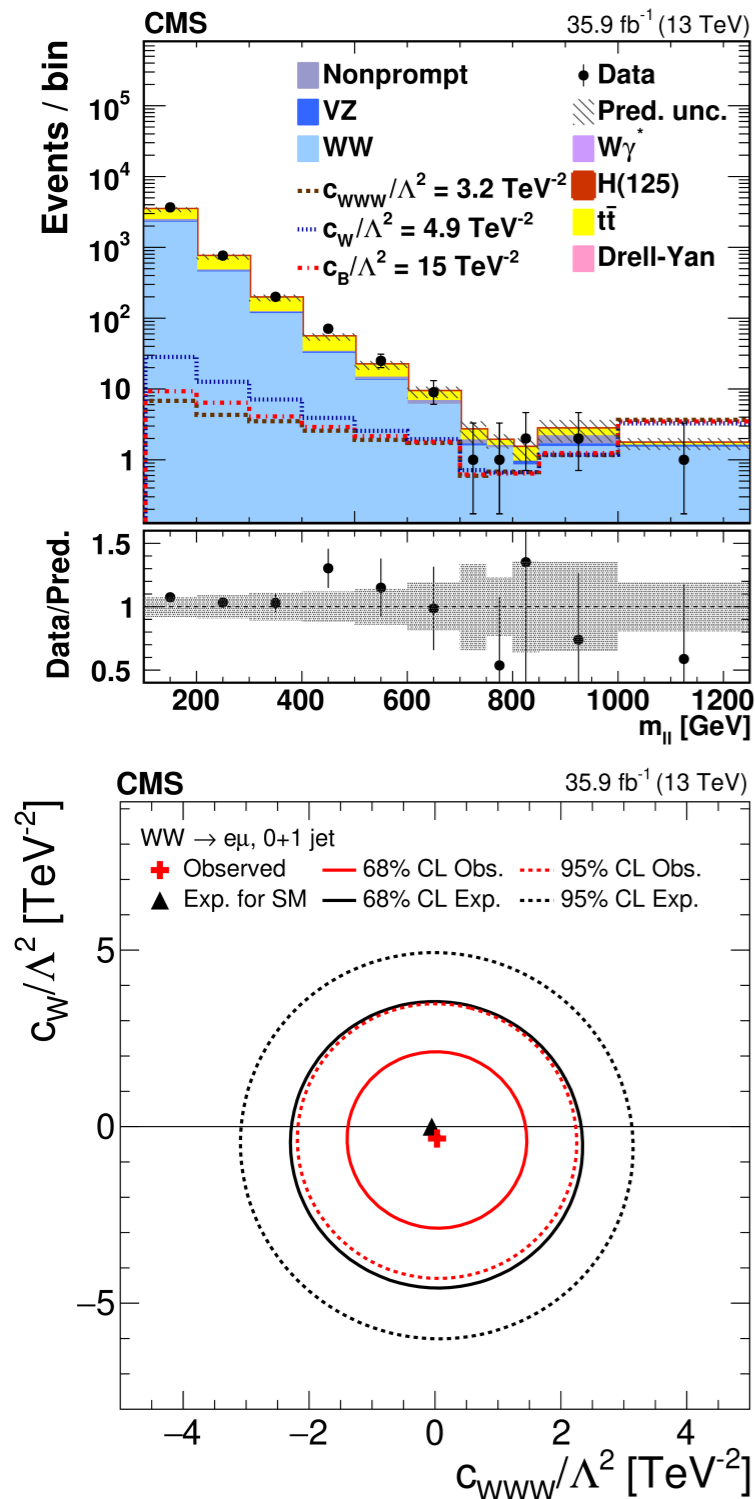 CMS 35.9 fb⁻¹ (13 TeV)
Events / bin
10⁵
10⁴
10³
10²
10
1
Nonprompt
VZ
WW
c_WWW/Λ² = 3.2 TeV⁻²
c_W/Λ² = 4.9 TeV⁻²
c_B/Λ² = 15 TeV⁻²
Data
Pred. unc.
Wγ*
H(125)
tt̄
Drell-Yan
Data/Pred.
1.5
1
0.5
200 400 600 800 1000 1200
m_ll [GeV]
CMS 35.9 fb⁻¹ (13 TeV)
c_W/Λ² [TeV⁻²]
WW → eμ, 0+1 jet
Observed 68% CL Obs. 95% CL Obs.
Exp. for SM 68% CL Exp. 95% CL Exp.
5
0
−5
−4 −2 0 2 4
c_WWW/Λ² [TeV⁻²]